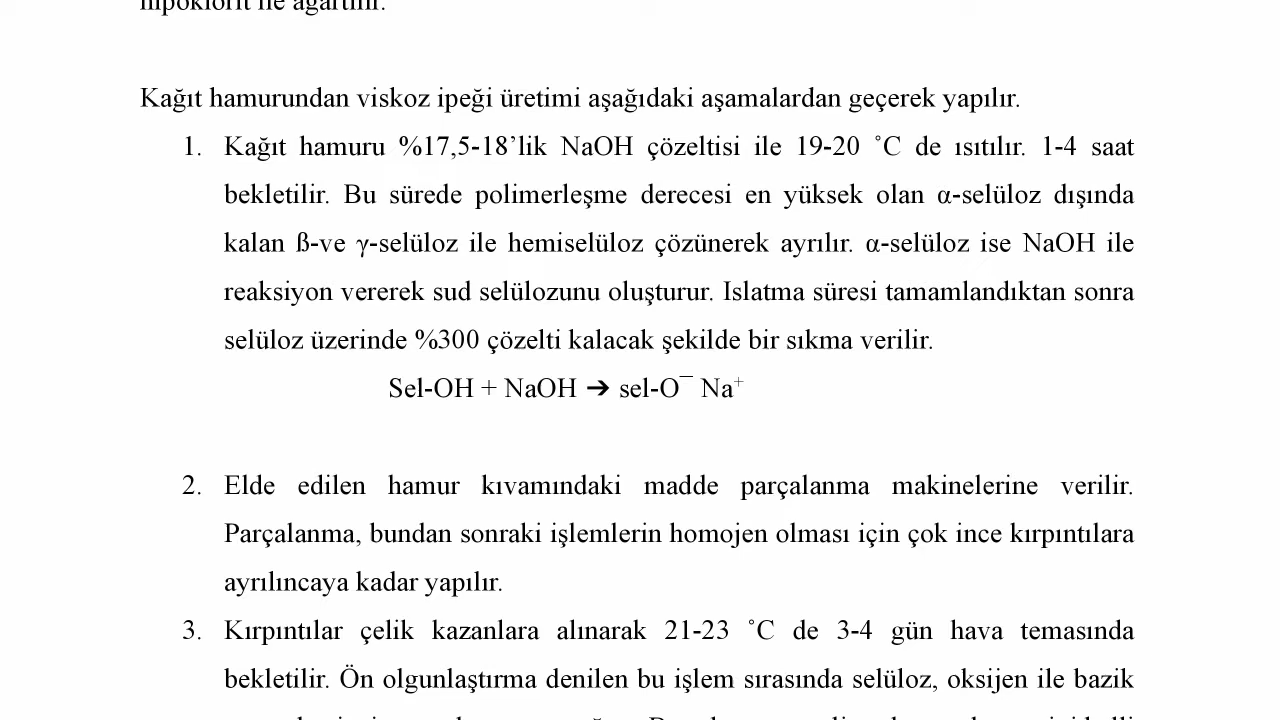 hipoklorit ile ağartılır.
Kağıt hamurundan viskoz ipeği üretimi aşağıdaki aşamalardan geçerek yapılır.
1. Kağıt hamuru %17,5-18’lik NaOH çözeltisi ile 19-20 ˚C de ısıtılır. 1-4 saat
bekletilir. Bu sürede polimerleşme derecesi en yüksek olan α-selüloz dışında
kalan ß-ve γ-selüloz ile hemiselüloz çözünerek ayrılır. α-selüloz ise NaOH ile
reaksiyon vererek sud selülozunu oluşturur. Islatma süresi tamamlandıktan sonra
selüloz üzerinde %300 çözelti kalacak şekilde bir sıkma verilir.
Sel-OH + NaOH ➔ sel-O¯ Na⁺
2. Elde edilen hamur kıvamındaki madde parçalanma makinelerine verilir.
Parçalanma, bundan sonraki işlemlerin homojen olması için çok ince kırpıntılara
ayrılıncaya kadar yapılır.
3. Kırpıntılar çelik kazanlara alınarak 21-23 ˚C de 3-4 gün hava temasında
bekletilir. Ön olgunlaştırma denilen bu işlem sırasında selüloz, oksijen ile bazik